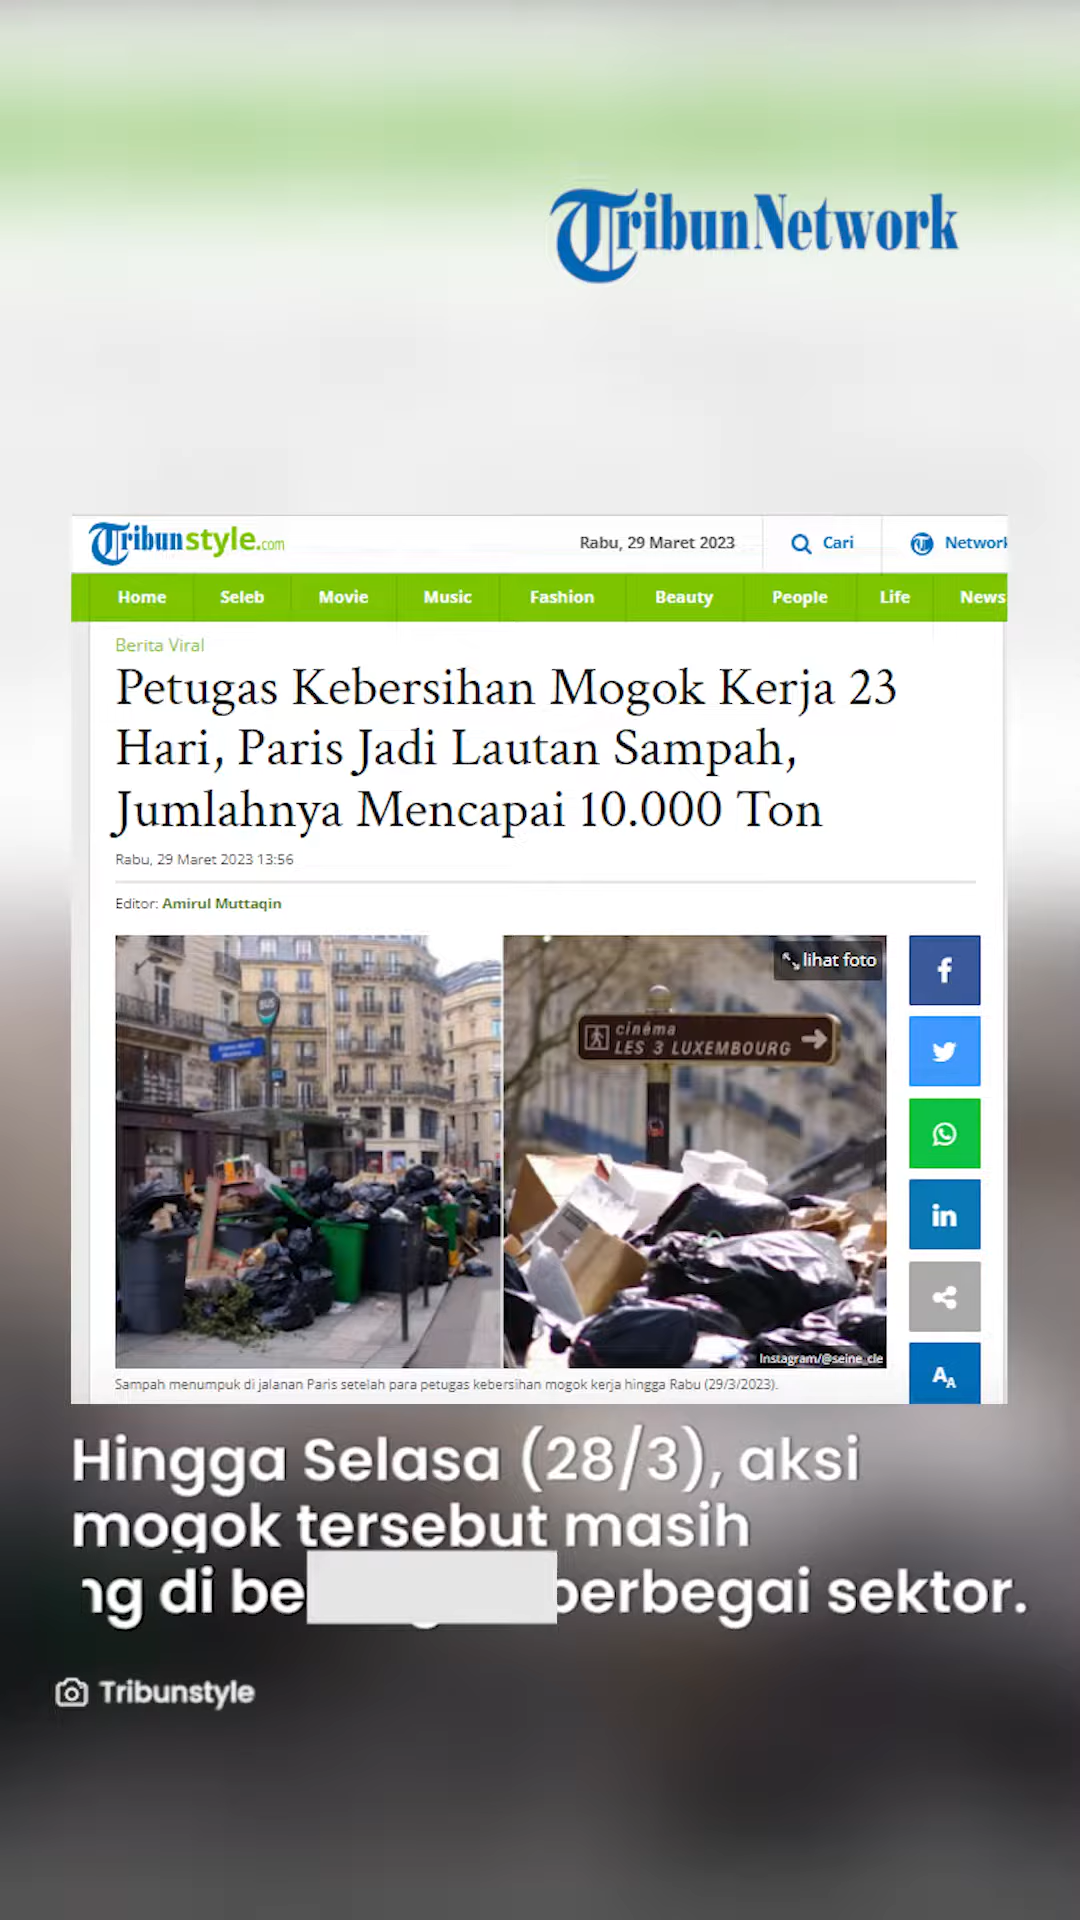 TribunNetwork
Tribunstyle.com
Rabu, 29 Maret 2023
Cari
Network
Home Seleb Movie Music Fashion Beauty People Life News
Berita Viral
Petugas Kebersihan Mogok Kerja 23
Hari, Paris Jadi Lautan Sampah,
Jumlahnya Mencapai 10.000 Ton
Rabu, 29 Maret 2023 13:56
Editor: Amirul Muttaqin
lihat foto
BUS
cinéma
LES 3 LUXEMBOURG
Instagram/@seine_cle
Sampah menumpuk di jalanan Paris setelah para petugas kebersihan mogok kerja hingga Rabu (29/3/2023).
Hingga Selasa (28/3), aksi
mogok tersebut masih
di berbegai sektor.
Tribunstyle